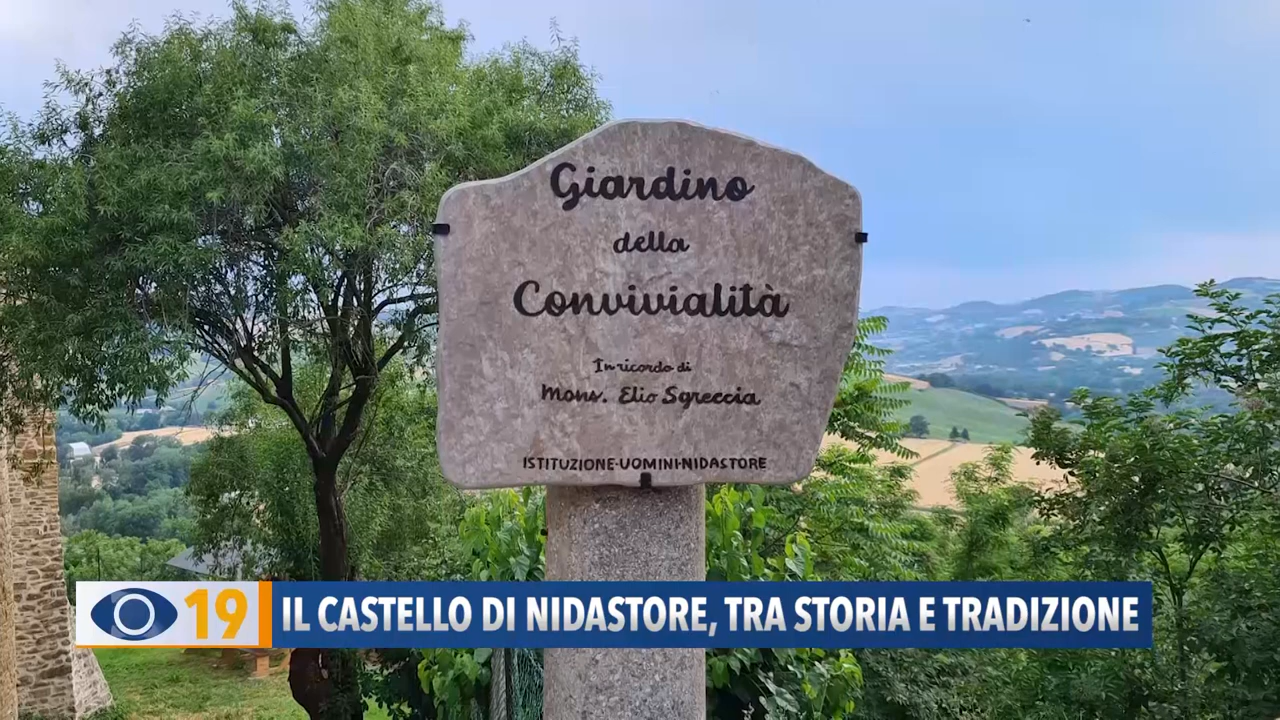 Giardino
della
Convivialità
In ricordo di
Mons. Elio Sgreccia
ISTITUZIONE-UOMINI-NIDASTORE
19 IL CASTELLO DI NIDASTORE, TRA STORIA E TRADIZIONE